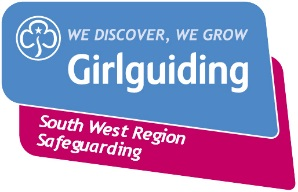 WE DISCOVER, WE GROW
Girlguiding
South West Region
Safeguarding